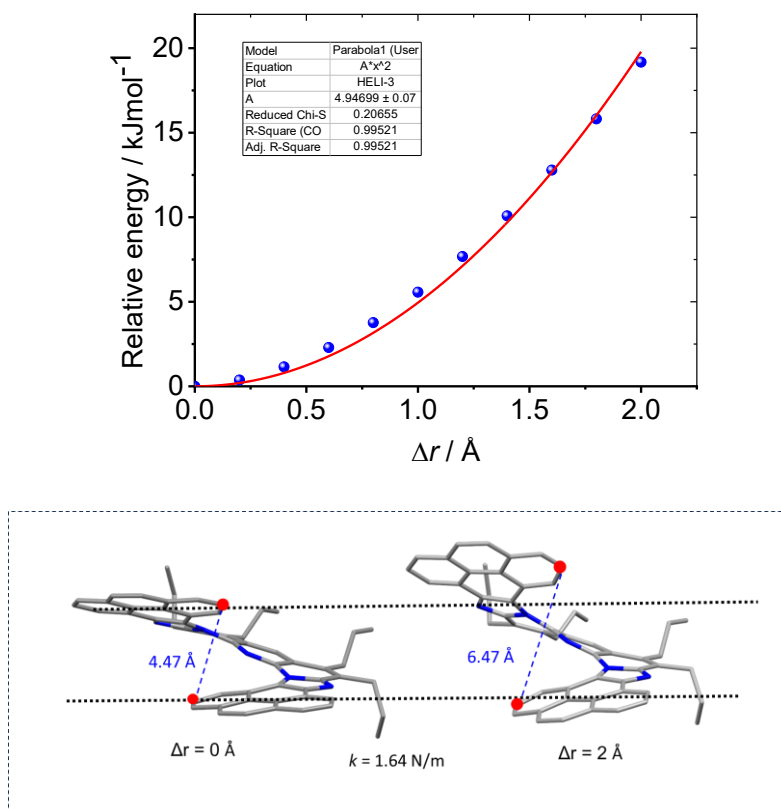 Relative energy / kJmol⁻¹
20
15
10
5
0
Model Parabola1 (User
Equation A*x^2
Plot HELI-3
A 4.94699 ± 0.07
Reduced Chi-S 0.20655
R-Square (CO 0.99521
Adj. R-Square 0.99521
0.0 0.5 1.0 1.5 2.0
Δr / Å
4.47 Å
6.47 Å
Δr = 0 Å
k = 1.64 N/m
Δr = 2 Å